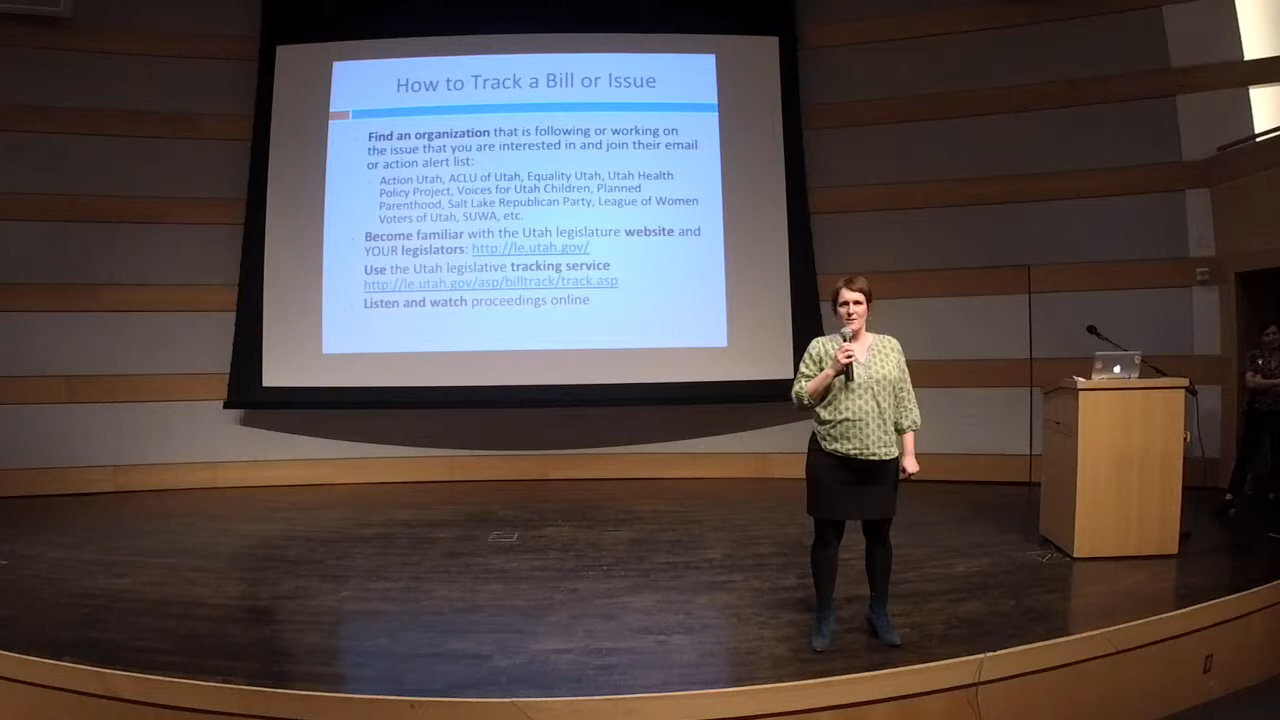 How to Track a Bill or Issue
Find an organization that is following or working on
the issue that you are interested in and join their email
or action alert list:
Action Utah, ACLU of Utah, Equality Utah, Utah Health
Policy Project, Voices for Utah Children, Planned
Parenthood, Salt Lake Republican Party, League of Women
Voters of Utah, SUWA, etc.
Become familiar with the Utah legislature website and
YOUR legislators: http://le.utah.gov/
Use the Utah legislative tracking service
http://le.utah.gov/asp/billtrack/track.asp
Listen and watch proceedings online